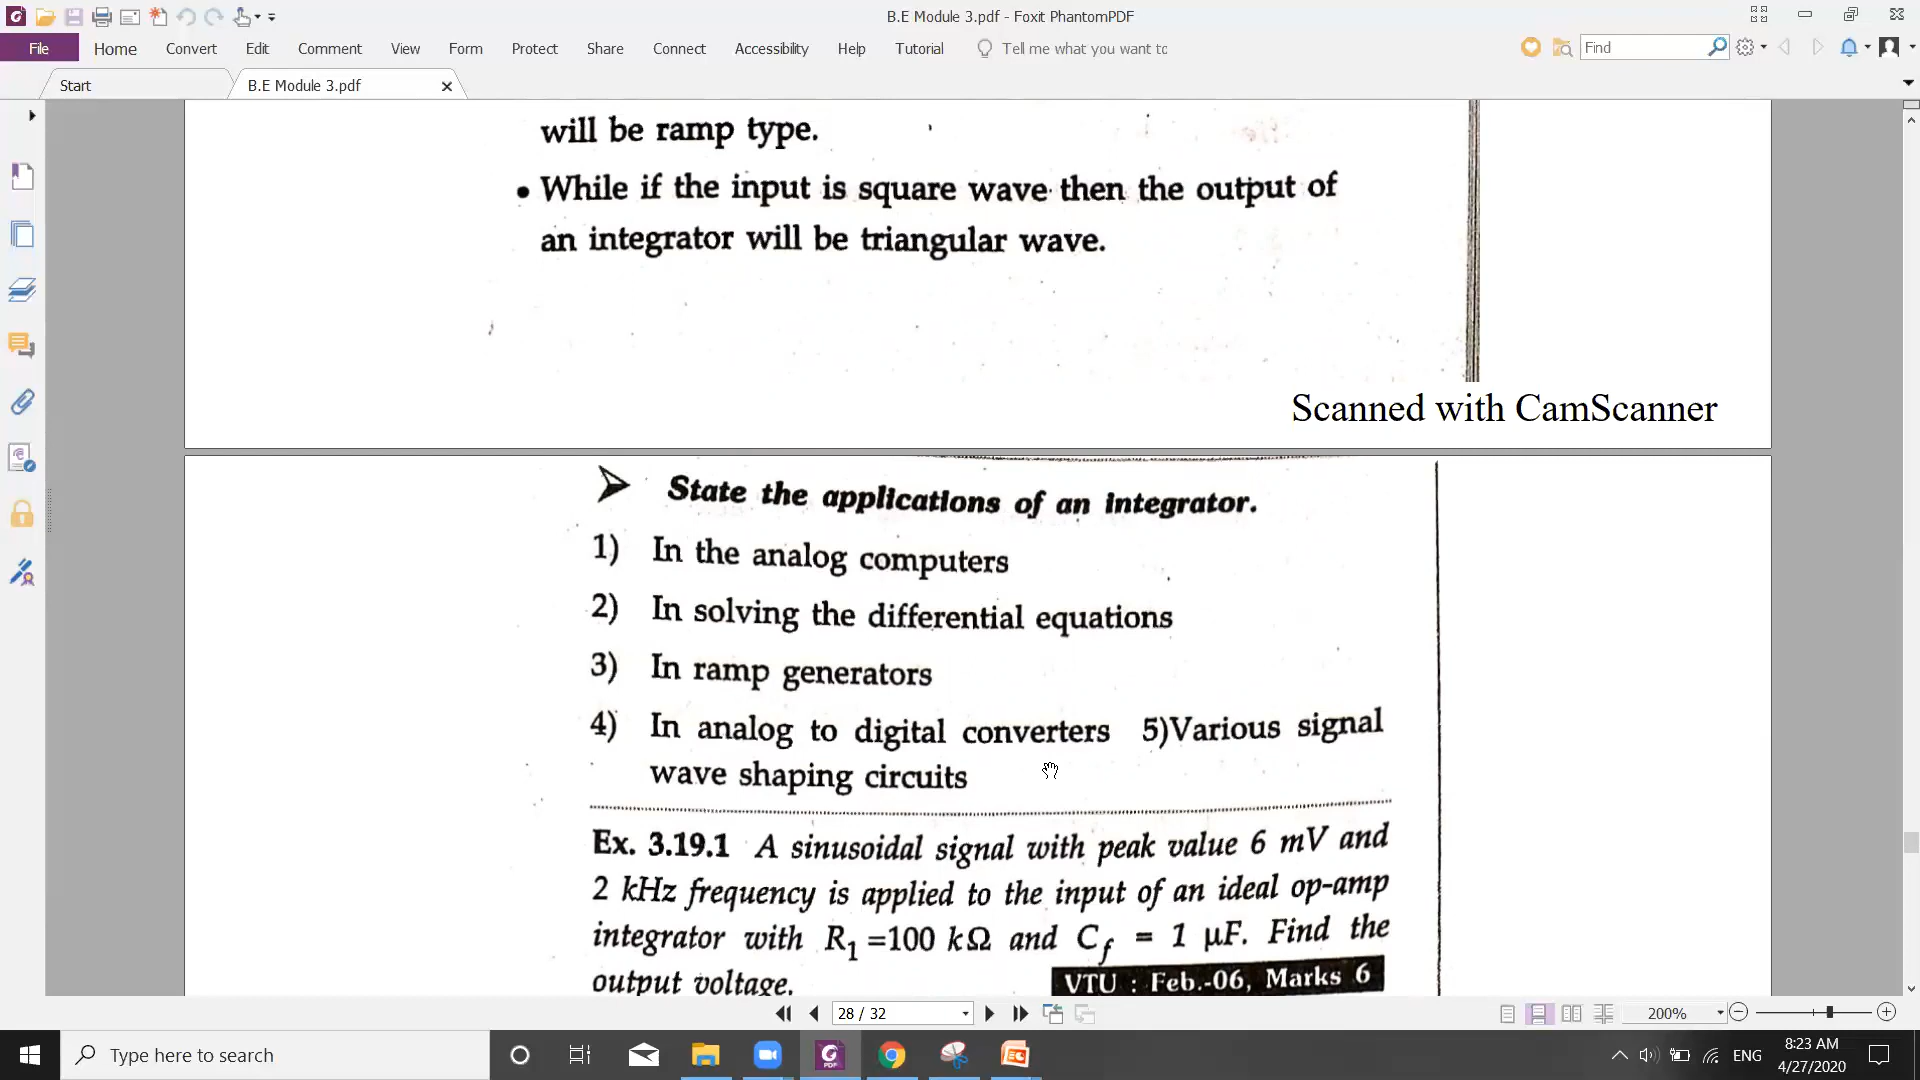 B.E Module 3.pdf - Foxit PhantomPDF
File Home Convert Edit Comment View Form Protect Share Connect Accessibility Help Tutorial Tell me what you want to Find
Start B.E Module 3.pdf
will be ramp type.
• While if the input is square wave then the output of
an integrator will be triangular wave.
Scanned with CamScanner
➤ State the applications of an integrator.
1) In the analog computers
2) In solving the differential equations
3) In ramp generators
4) In analog to digital converters 5)Various signal
wave shaping circuits
Ex. 3.19.1 A sinusoidal signal with peak value 6 mV and
2 kHz frequency is applied to the input of an ideal op-amp
integrator with R₁ =100 kΩ and C_f = 1 μF. Find the
output voltage. VTU : Feb.-06, Marks 6
28 / 32 200%
Type here to search ENG 8:23 AM
4/27/2020